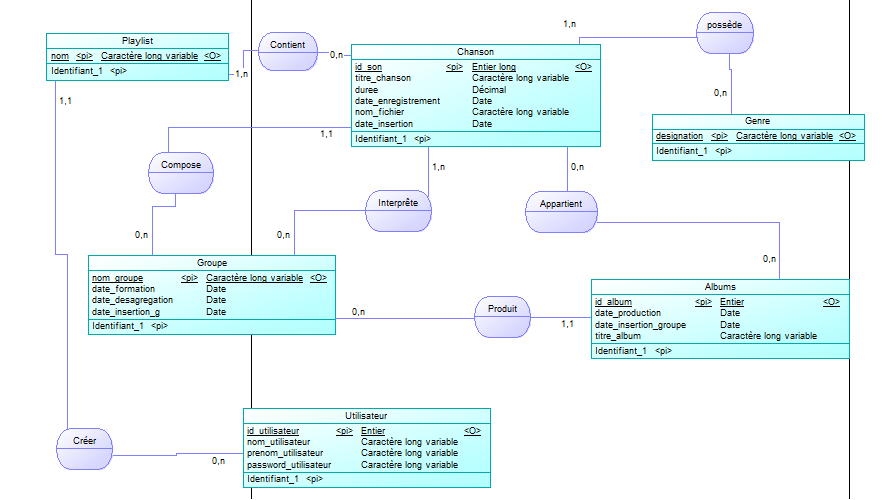 possède
1,n
Playlist
nom <pi> Caractère long variable <O>
Identifiant_1 <pi>
Contient
1,n
0,n
Chanson
id_son <pi> Entier long <O>
titre_chanson Caractère long variable
duree Décimal
date_enregistrement Date
nom_fichier Caractère long variable
date_insertion Date
Identifiant_1 <pi>
0,n
Genre
designation <pi> Caractère long variable <O>
Identifiant_1 <pi>
1,1
1,1
Compose
1,n
0,n
Interprête
Appartient
0,n
0,n
0,n
Groupe
nom_groupe <pi> Caractère long variable <O>
date_formation Date
date_desagregation Date
date_insertion_g Date
Identifiant_1 <pi>
0,n
Produit
1,1
Albums
id_album <pi> Entier <O>
date_production Date
date_insertion_groupe Date
titre_album Caractère long variable
Identifiant_1 <pi>
Créer
0,n
Utilisateur
id_utilisateur <pi> Entier <O>
nom_utilisateur Caractère long variable
prenom_utilisateur Caractère long variable
password_utilisateur Caractère long variable
Identifiant_1 <pi>